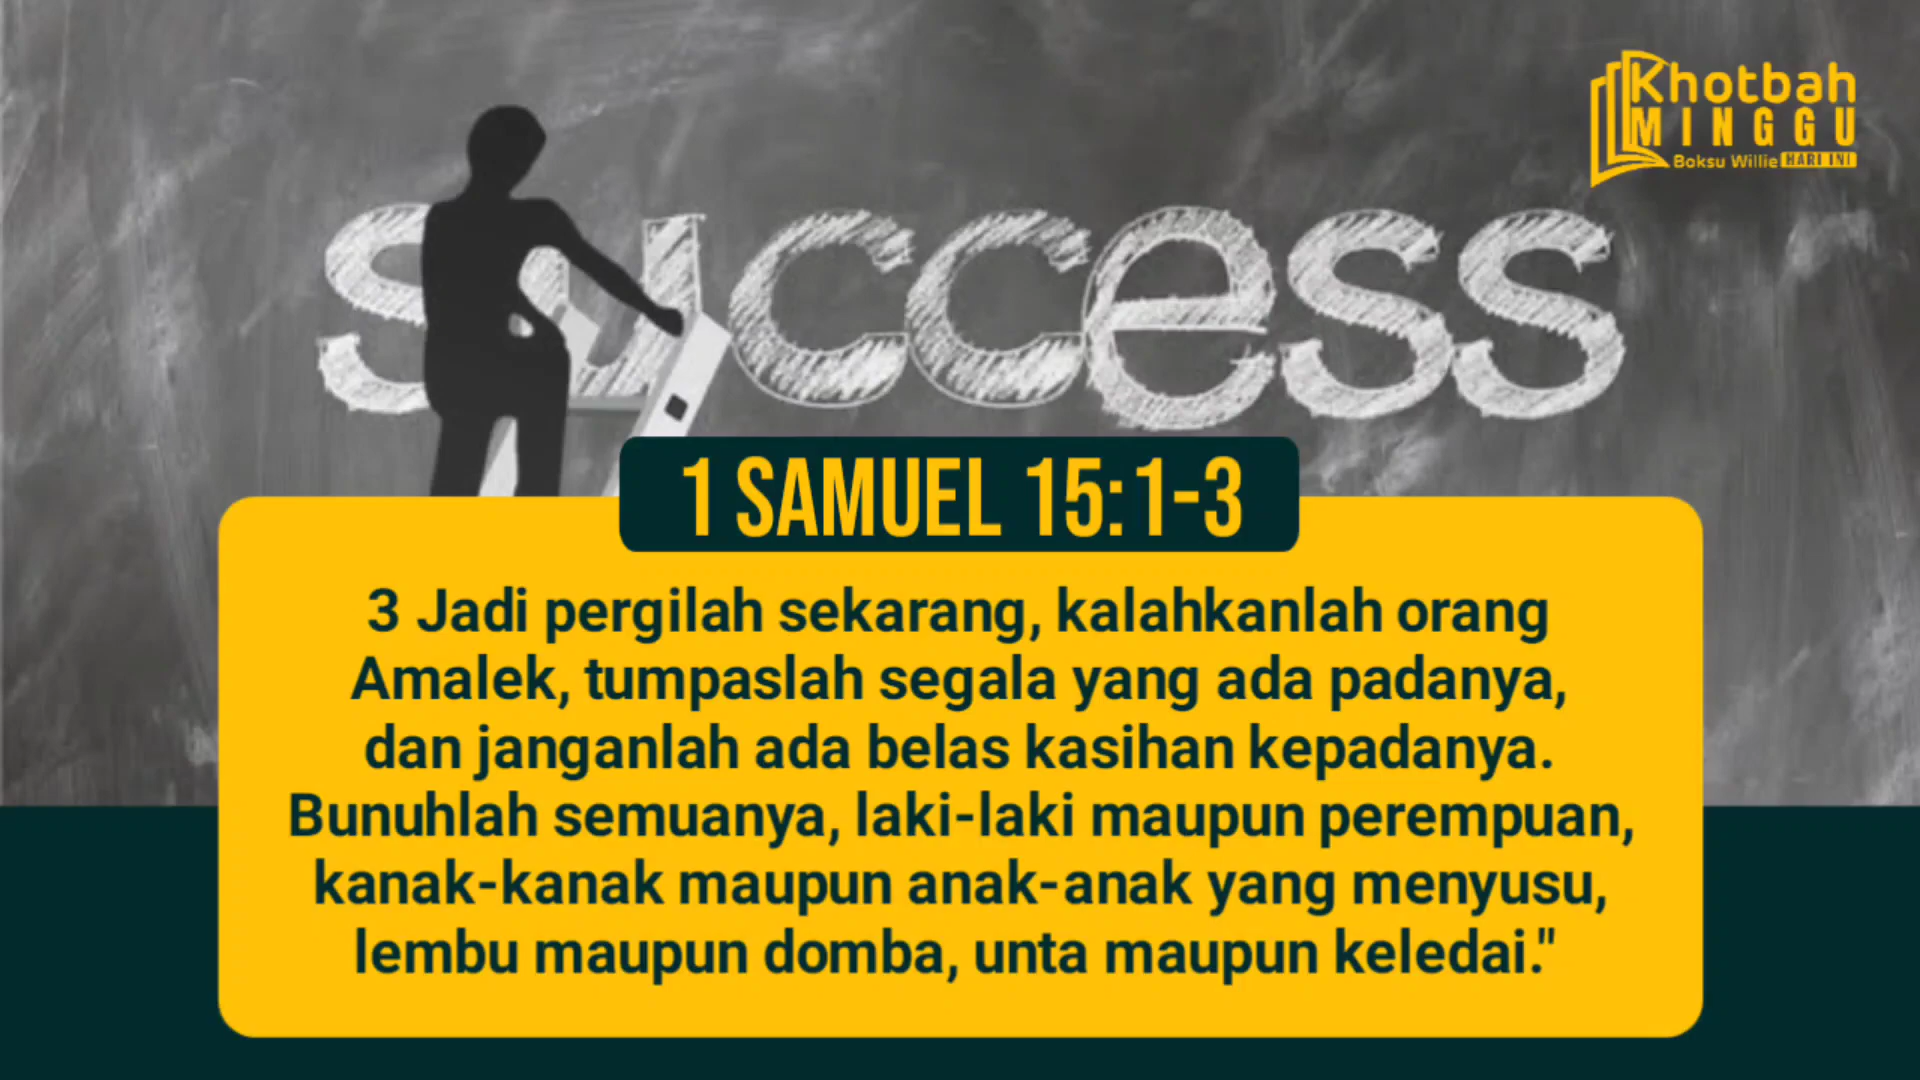 Khotbah
MINGGU
Boksu Willie HARI INI
success
1 SAMUEL 15:1-3
3 Jadi pergilah sekarang, kalahkanlah orang
Amalek, tumpaslah segala yang ada padanya,
dan janganlah ada belas kasihan kepadanya.
Bunuhlah semuanya, laki-laki maupun perempuan,
kanak-kanak maupun anak-anak yang menyusu,
lembu maupun domba, unta maupun keledai."